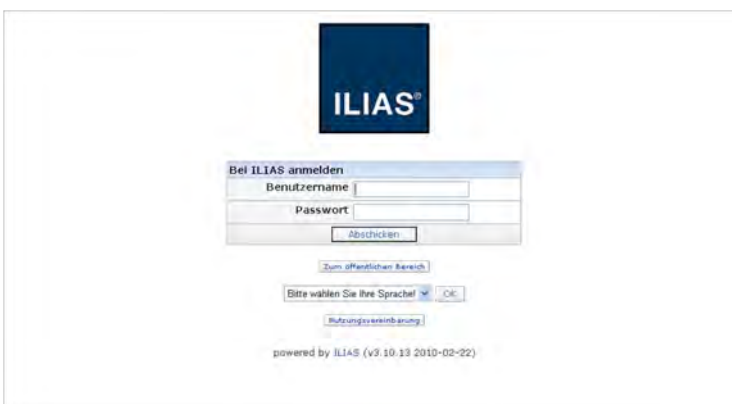 ILIAS®
Bei ILIAS anmelden
Benutzername
Passwort
Abschicken
Zum öffentlichen Bereich
Bitte wählen Sie Ihre Sprache! OK
Nutzungsvereinbarung
powered by ILIAS (v3.10.13 2010-02-22)